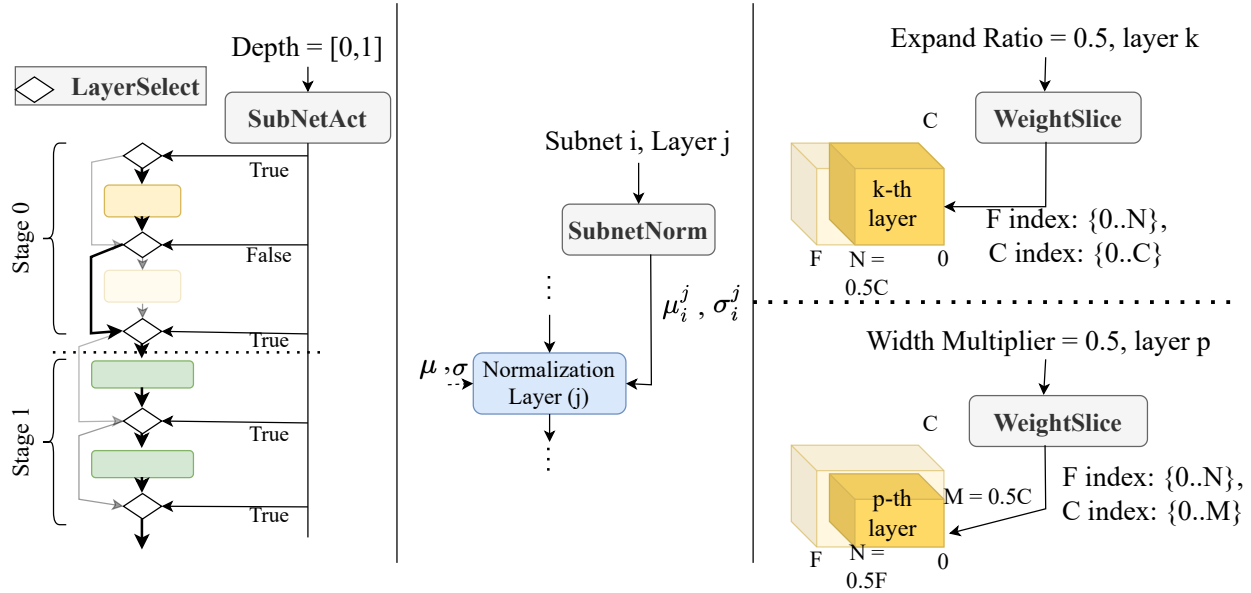 Depth = [0,1]
LayerSelect
SubNetAct
Stage 0
True
False
True
Stage 1
True
True
Subnet i, Layer j
SubnetNorm
⋮
μ_i^j , σ_i^j
μ ,σ
Normalization
Layer (j)
⋮
Expand Ratio = 0.5, layer k
WeightSlice
C
k-th
layer
F index: {0..N},
C index: {0..C}
F
N =
0.5C
0
Width Multiplier = 0.5, layer p
WeightSlice
C
F index: {0..N},
C index: {0..M}
M = 0.5C
p-th
layer
F
N =
0.5F
0